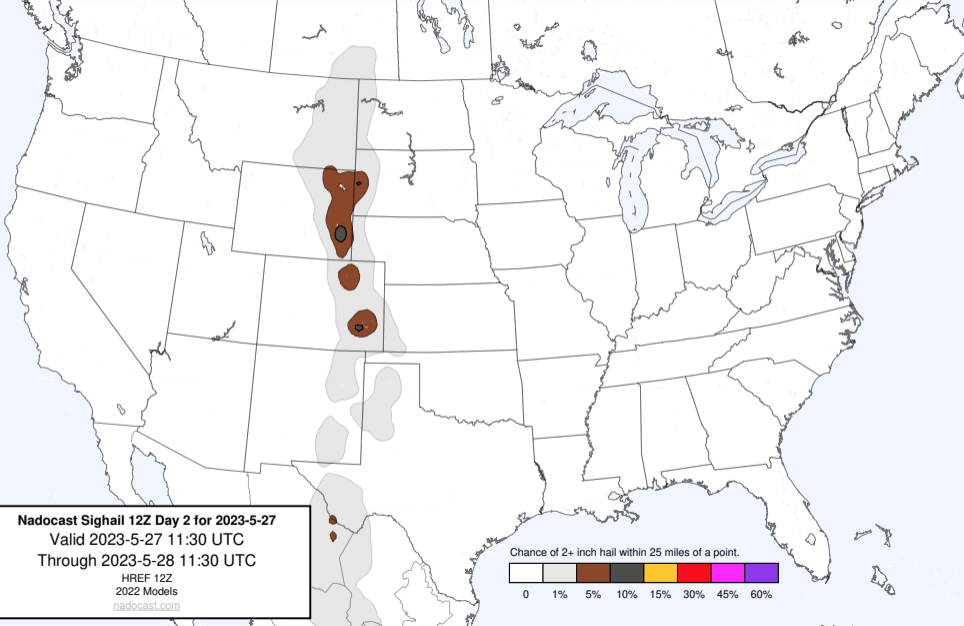 Nadocast Sighail 12Z Day 2 for 2023-5-27
Valid 2023-5-27 11:30 UTC
Through 2023-5-28 11:30 UTC
HREF 12Z
2022 Models
nadocast.com
Chance of 2+ inch hail within 25 miles of a point.
0 1% 5% 10% 15% 30% 45% 60%